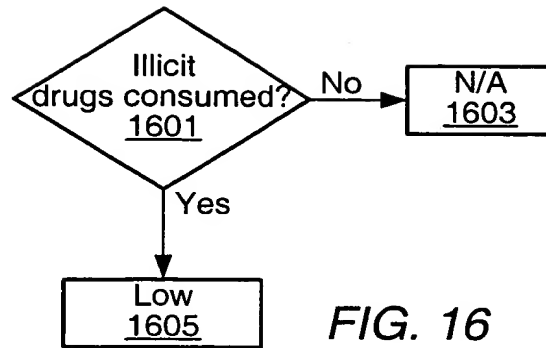 Illicit
drugs consumed?
1601
No
N/A
1603
Yes
Low
1605
FIG. 16